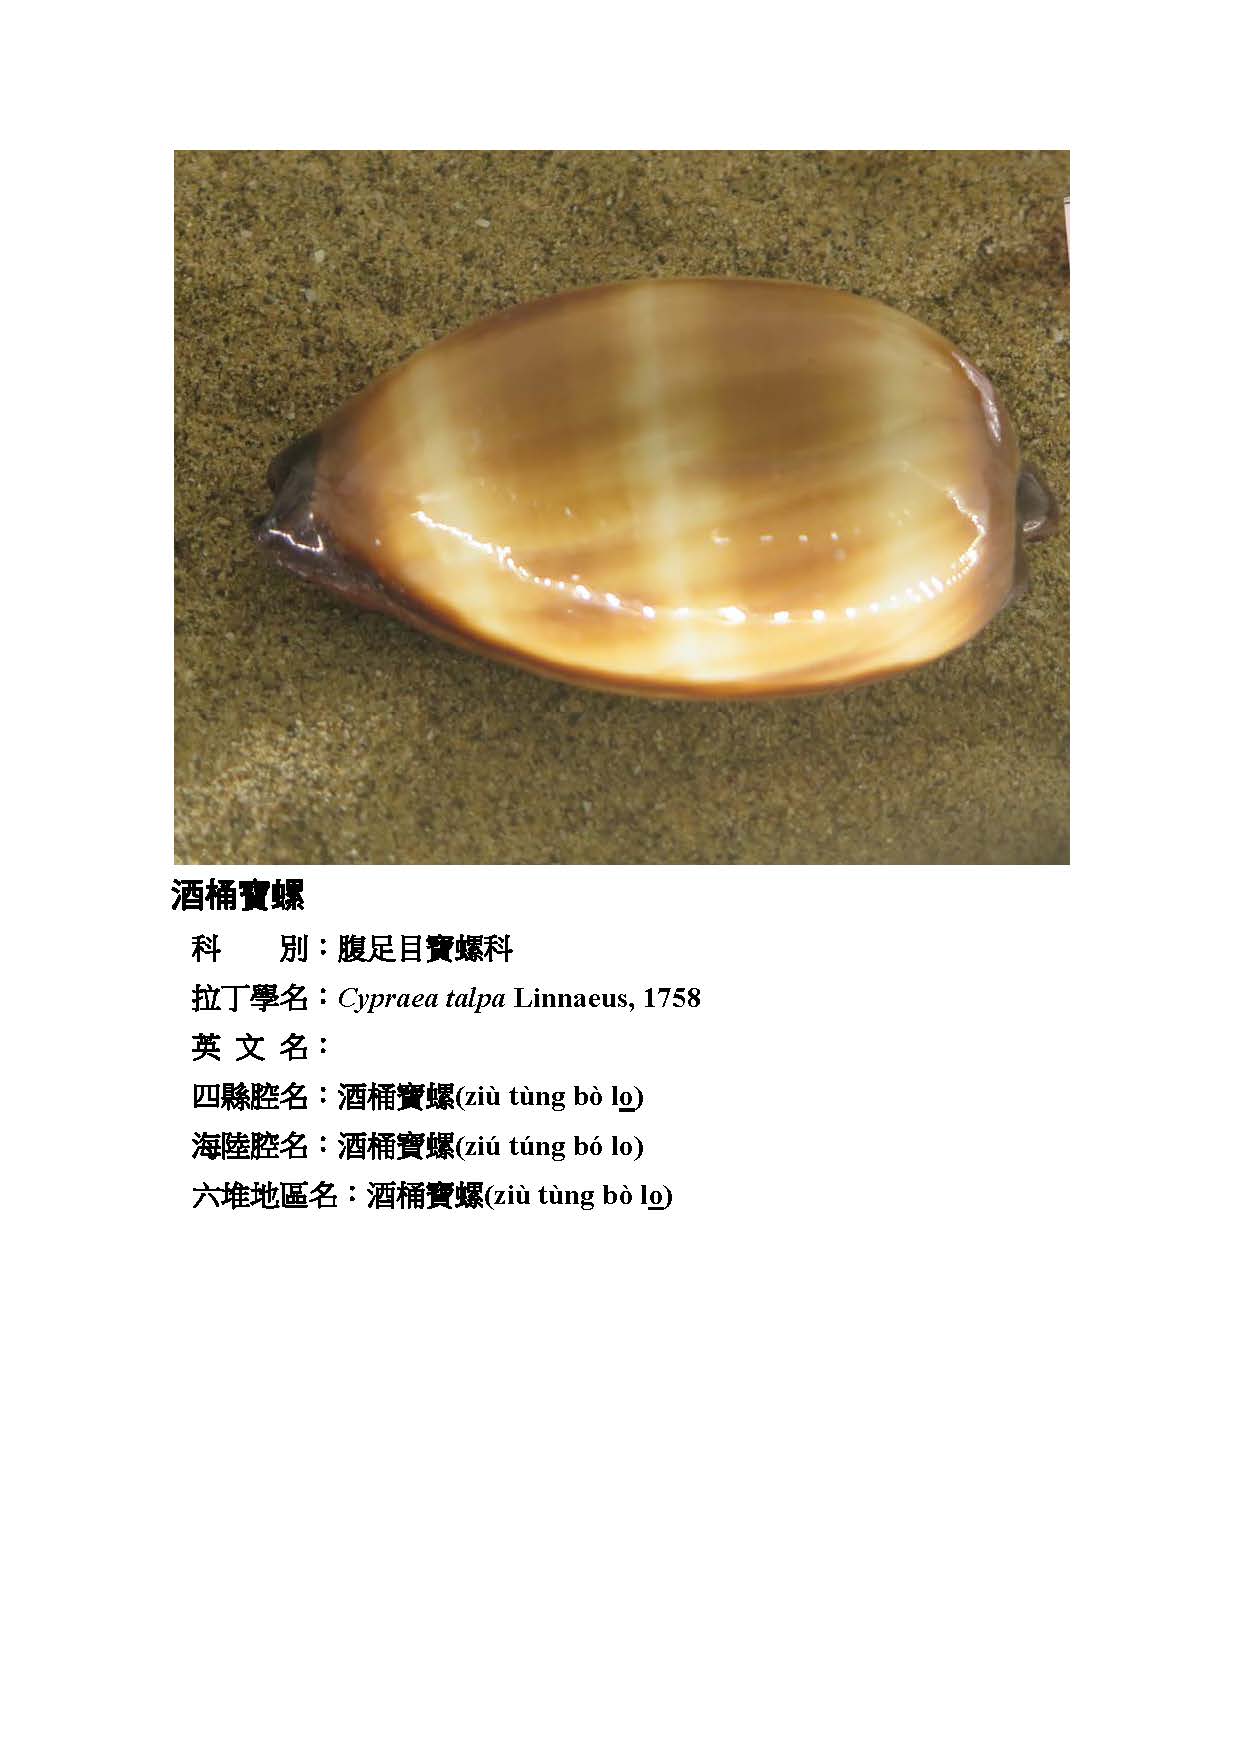 酒桶寶螺
科　　別：腹足目寶螺科
拉丁學名：Cypraea talpa Linnaeus, 1758
英 文 名：
四縣腔名：酒桶寶螺(ziù tùng bò lo)
海陸腔名：酒桶寶螺(ziú túng bó lo)
六堆地區名：酒桶寶螺(ziù tùng bò lo)